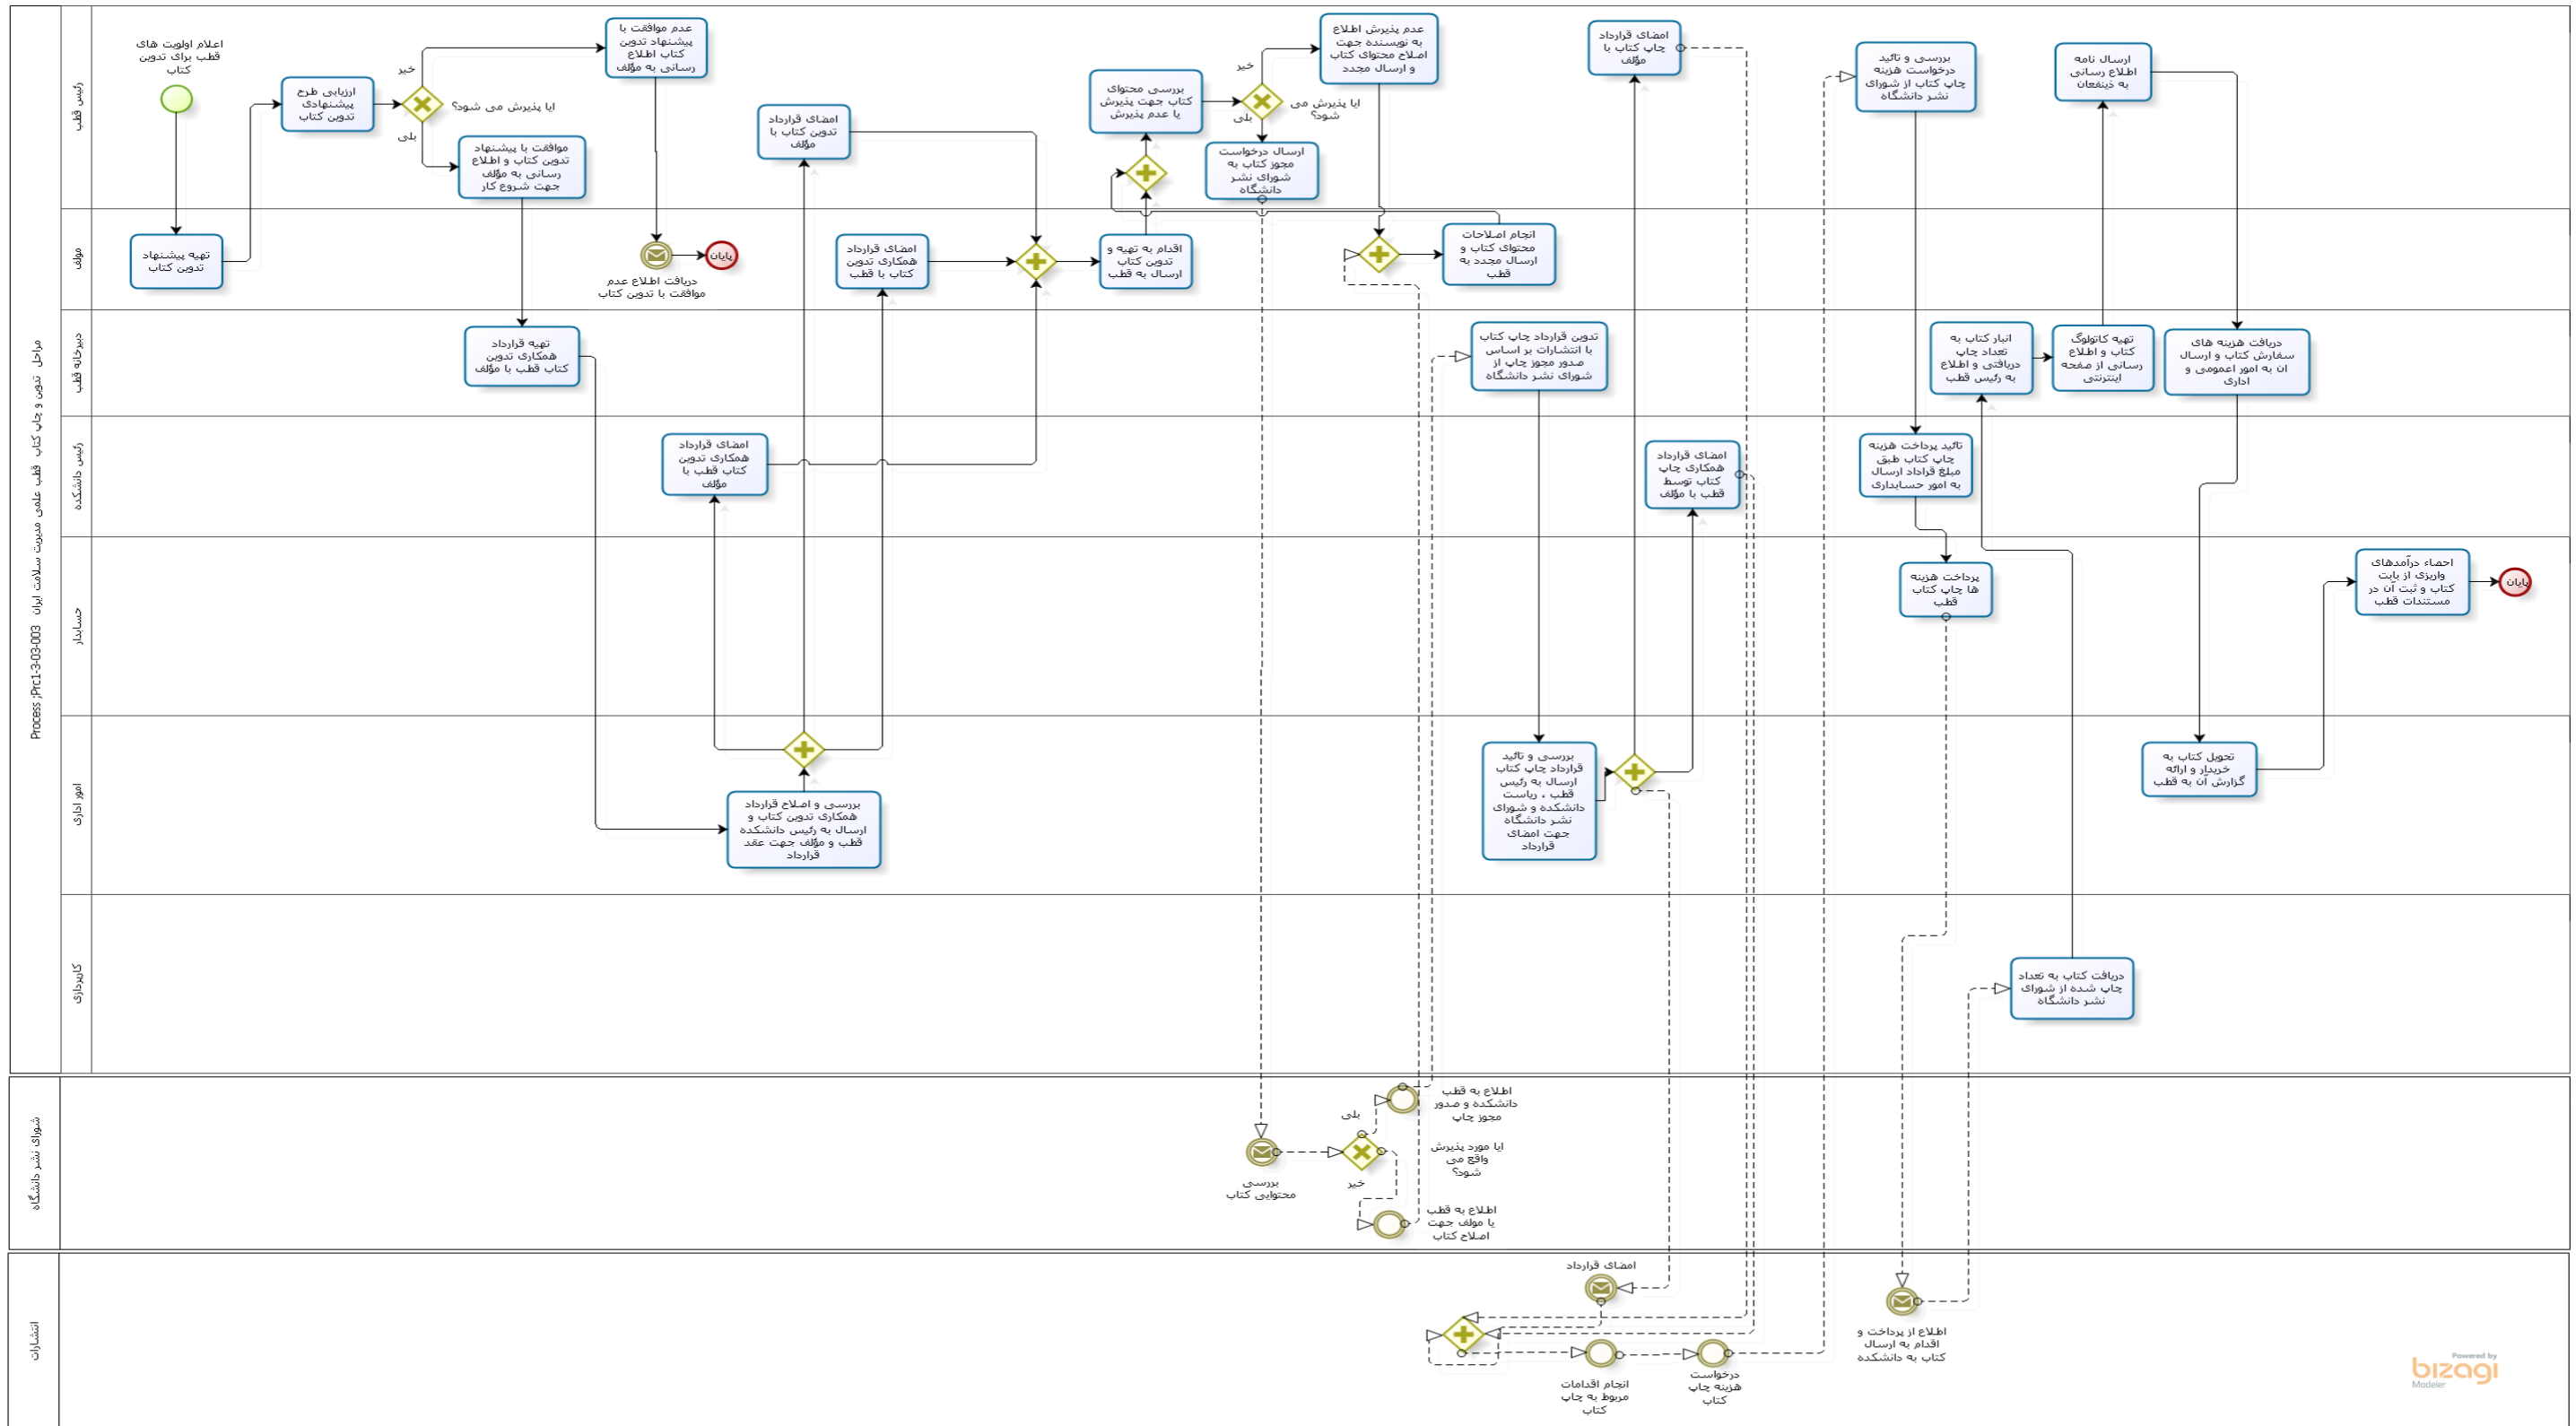 Process ;Prc1-3-03-003 مراحل تدوین و چاپ کتاب قطب علمی مدیریت سلامت ایران
رئیس قطب
اعلام اولویت های
قطب برای تدوین
کتاب
ارزیابی طرح
پیشنهادی
تدوین کتاب
خیر
ایا پذیرش می شود؟
بلی
عدم موافقت با
پیشنهاد تدوین
کتاب اطلاع
رسانی به مؤلف
موافقت با پیشنهاد
تدوین کتاب و اطلاع
رسانی به مؤلف
جهت شروع کار
امضای قرارداد
تدوین کتاب با
مؤلف
بررسی محتوای
کتاب جهت پذیرش
یا عدم پذیرش
خیر
ایا پذیرش می
شود؟
بلی
عدم پذیرش اطلاع
به نویسنده جهت
اصلاح محتوای کتاب
و ارسال مجدد
ارسال درخواست
مجوز کتاب به
شورای نشر
دانشگاه
امضای قرارداد
چاپ کتاب با
مؤلف
بررسی و تائید
درخواست هزینه
چاپ کتاب از شورای
نشر دانشگاه
ارسال نامه
اطلاع رسانی
به ذینفعان
مولف
تهیه پیشنهاد
تدوین کتاب
پایان
دریافت اطلاع عدم
موافقت با تدوین کتاب
امضای قرارداد
همکاری تدوین
کتاب با قطب
اقدام به تهیه و
تدوین کتاب
ارسال به قطب
انجام اصلاحات
محتوای کتاب و
ارسال مجدد به
قطب
دبیرخانه قطب
تهیه قرارداد
همکاری تدوین
کتاب قطب با مؤلف
تدوین قرارداد چاپ کتاب
با انتشارات بر اساس
صدور مجوز چاپ از
شورای نشر دانشگاه
انبار کتاب به
تعداد چاپ
دریافتی و اطلاع
به رئیس قطب
تهیه کاتولوگ
کتاب و اطلاع
رسانی از صفحه
اینترنتی
دریافت هزینه های
سفارش کتاب و ارسال
ان به امور اعمومی و
اداری
رئیس دانشکده
امضای قرارداد
همکاری تدوین
کتاب قطب با
مؤلف
امضای قرارداد
همکاری چاپ
کتاب توسط
قطب با مؤلف
تائید پرداخت هزینه
چاپ کتاب طبق
مبلغ قراداد ارسال
به امور حسابداری
حسابدار
پرداخت هزینه
ها چاپ کتاب
قطب
احصاء درآمدهای
واریزی از بابت
کتاب و ثبت آن در
مستندات قطب
پایان
امور اداری
بررسی و اصلاح قرارداد
همکاری تدوین کتاب و
ارسال به رئیس دانشکده
قطب و مؤلف جهت عقد
قرارداد
بررسی و تائید
قرارداد چاپ کتاب
ارسال به رئیس
قطب ، ریاست
دانشکده و شورای
نشر دانشگاه
جهت امضای
قرارداد
تحویل کتاب به
خریدار و ارائه
گزارش آن به قطب
کارپردازی
دریافت کتاب به تعداد
چاپ شده از شورای
نشر دانشگاه
شورای نشر دانشگاه
بررسی
محتوایی کتاب
بلی
اطلاع به قطب
دانشکده و صدور
مجوز چاپ
ایا مورد پذیرش
واقع می
شود؟
خیر
اطلاع به قطب
یا مولف جهت
اصلاح کتاب
انتشارات
امضای قرارداد
انجام اقدامات
مربوط به چاپ
کتاب
درخواست
هزینه چاپ
کتاب
اطلاع از پرداخت و
اقدام به ارسال
کتاب به دانشکده
Powered by
bizagi
Modeler